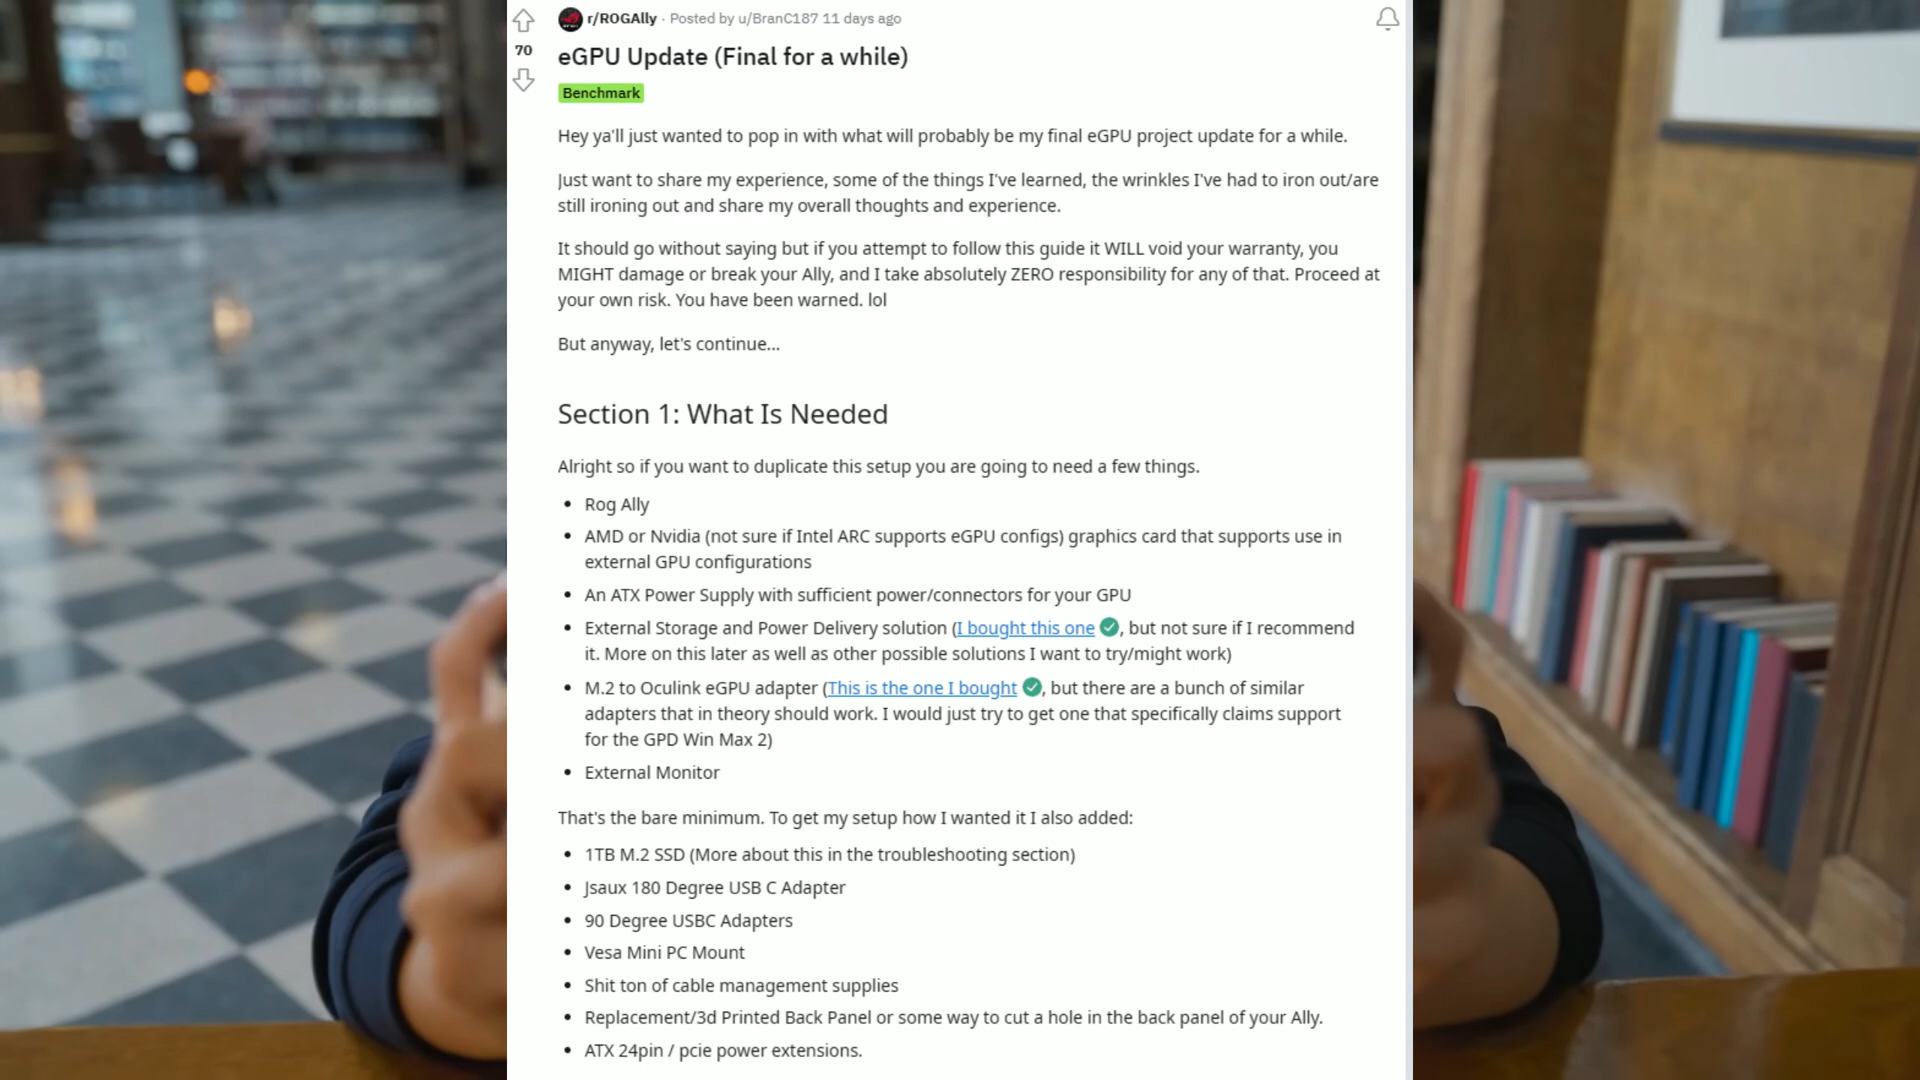 r/ROGAlly · Posted by u/BranC187 11 days ago
70
eGPU Update (Final for a while)
Benchmark
Hey ya'll just wanted to pop in with what will probably be my final eGPU project update for a while.
Just want to share my experience, some of the things I've learned, the wrinkles I've had to iron out/are
still ironing out and share my overall thoughts and experience.
It should go without saying but if you attempt to follow this guide it WILL void your warranty, you
MIGHT damage or break your Ally, and I take absolutely ZERO responsibility for any of that. Proceed at
your own risk. You have been warned. lol
But anyway, let's continue...
Section 1: What Is Needed
Alright so if you want to duplicate this setup you are going to need a few things.
• Rog Ally
• AMD or Nvidia (not sure if Intel ARC supports eGPU configs) graphics card that supports use in
external GPU configurations
• An ATX Power Supply with sufficient power/connectors for your GPU
• External Storage and Power Delivery solution (I bought this one, but not sure if I recommend
it. More on this later as well as other possible solutions I want to try/might work)
• M.2 to Oculink eGPU adapter (This is the one I bought, but there are a bunch of similar
adapters that in theory should work. I would just try to get one that specifically claims support
for the GPD Win Max 2)
• External Monitor
That's the bare minimum. To get my setup how I wanted it I also added:
• 1TB M.2 SSD (More about this in the troubleshooting section)
• Jsaux 180 Degree USB C Adapter
• 90 Degree USBC Adapters
• Vesa Mini PC Mount
• Shit ton of cable management supplies
• Replacement/3d Printed Back Panel or some way to cut a hole in the back panel of your Ally.
• ATX 24pin / pcie power extensions.